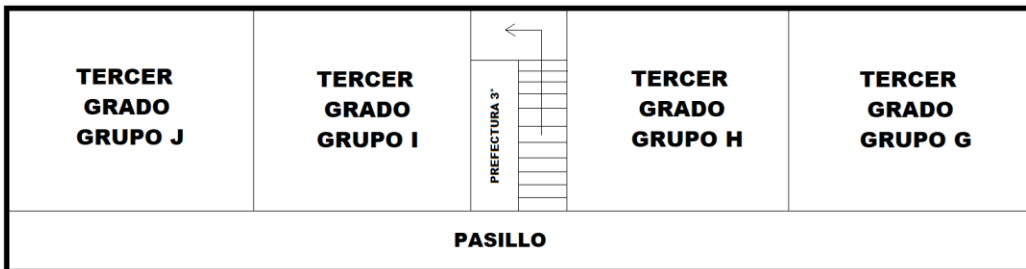 TERCER
GRADO
GRUPO J
TERCER
GRADO
GRUPO I
PREFECTURA 3°
TERCER
GRADO
GRUPO H
TERCER
GRADO
GRUPO G
PASILLO